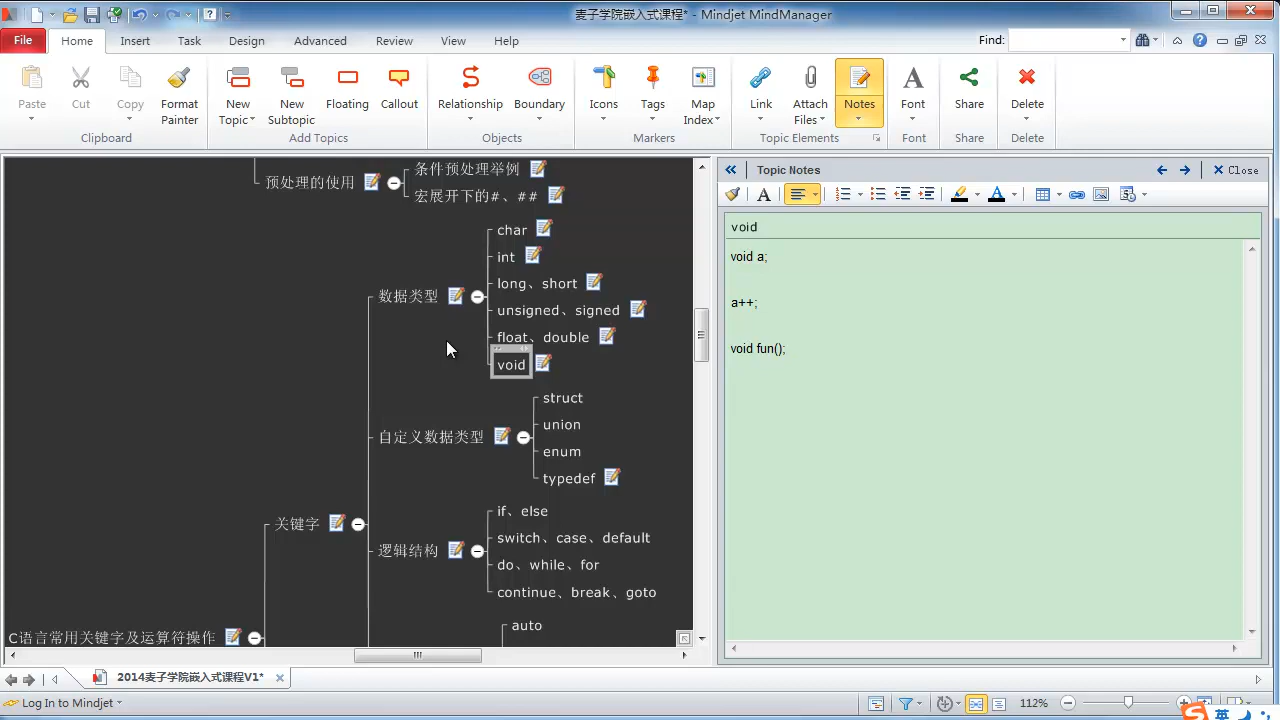 麦子学院嵌入式课程* - Mindjet MindManager
File
Home
Insert
Task
Design
Advanced
Review
View
Help
Find:
Paste
Cut
Copy
Format Painter
Clipboard
New Topic
New Subtopic
Floating
Callout
Add Topics
Relationship
Boundary
Objects
Icons
Tags
Map Index
Markers
Link
Attach Files
Notes
Topic Elements
Font
Font
Share
Share
Delete
Delete
条件预处理举例
预处理的使用
宏展开下的#、##
char
int
long、short
数据类型
unsigned、signed
float、double
void
struct
union
自定义数据类型
enum
typedef
关键字
if、else
switch、case、default
逻辑结构
do、while、for
continue、break、goto
auto
C语言常用关键字及运算符操作
Topic Notes
Close
void
void a;
a++;
void fun();
2014麦子学院嵌入式课程V1*
Log In to Mindjet
112%
英